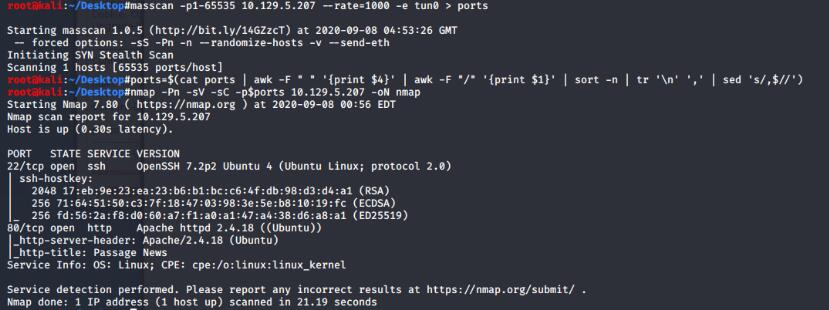 root@kali:~/Desktop#masscan -p1-65535 10.129.5.207 --rate=1000 -e tun0 > ports
Starting masscan 1.0.5 (http://bit.ly/14GZzcT) at 2020-09-08 04:53:26 GMT
-- forced options: -sS -Pn -n --randomize-hosts -v --send-eth
Initiating SYN Stealth Scan
Scanning 1 hosts [65535 ports/host]
root@kali:~/Desktop#ports=$(cat ports | awk -F " " '{print $4}' | awk -F "/" '{print $1}' | sort -n | tr '\n' ',' | sed 's/,$//')
root@kali:~/Desktop#nmap -Pn -sV -sC -p$ports 10.129.5.207 -oN nmap
Starting Nmap 7.80 ( https://nmap.org ) at 2020-09-08 00:56 EDT
Nmap scan report for 10.129.5.207
Host is up (0.30s latency).
PORT   STATE SERVICE VERSION
22/tcp open  ssh     OpenSSH 7.2p2 Ubuntu 4 (Ubuntu Linux; protocol 2.0)
| ssh-hostkey:
|   2048 17:eb:9e:23:ea:23:b6:b1:bc:c6:4f:db:98:d3:d4:a1 (RSA)
|   256 71:64:51:50:c3:7f:18:47:03:98:3e:5e:b8:10:19:fc (ECDSA)
|_  256 fd:56:2a:f8:d0:60:a7:f1:a0:a1:47:a4:38:d6:a8:a1 (ED25519)
80/tcp open  http    Apache httpd 2.4.18 ((Ubuntu))
|_http-server-header: Apache/2.4.18 (Ubuntu)
|_http-title: Passage News
Service Info: OS: Linux; CPE: cpe:/o:linux:linux_kernel
Service detection performed. Please report any incorrect results at https://nmap.org/submit/ .
Nmap done: 1 IP address (1 host up) scanned in 21.19 seconds